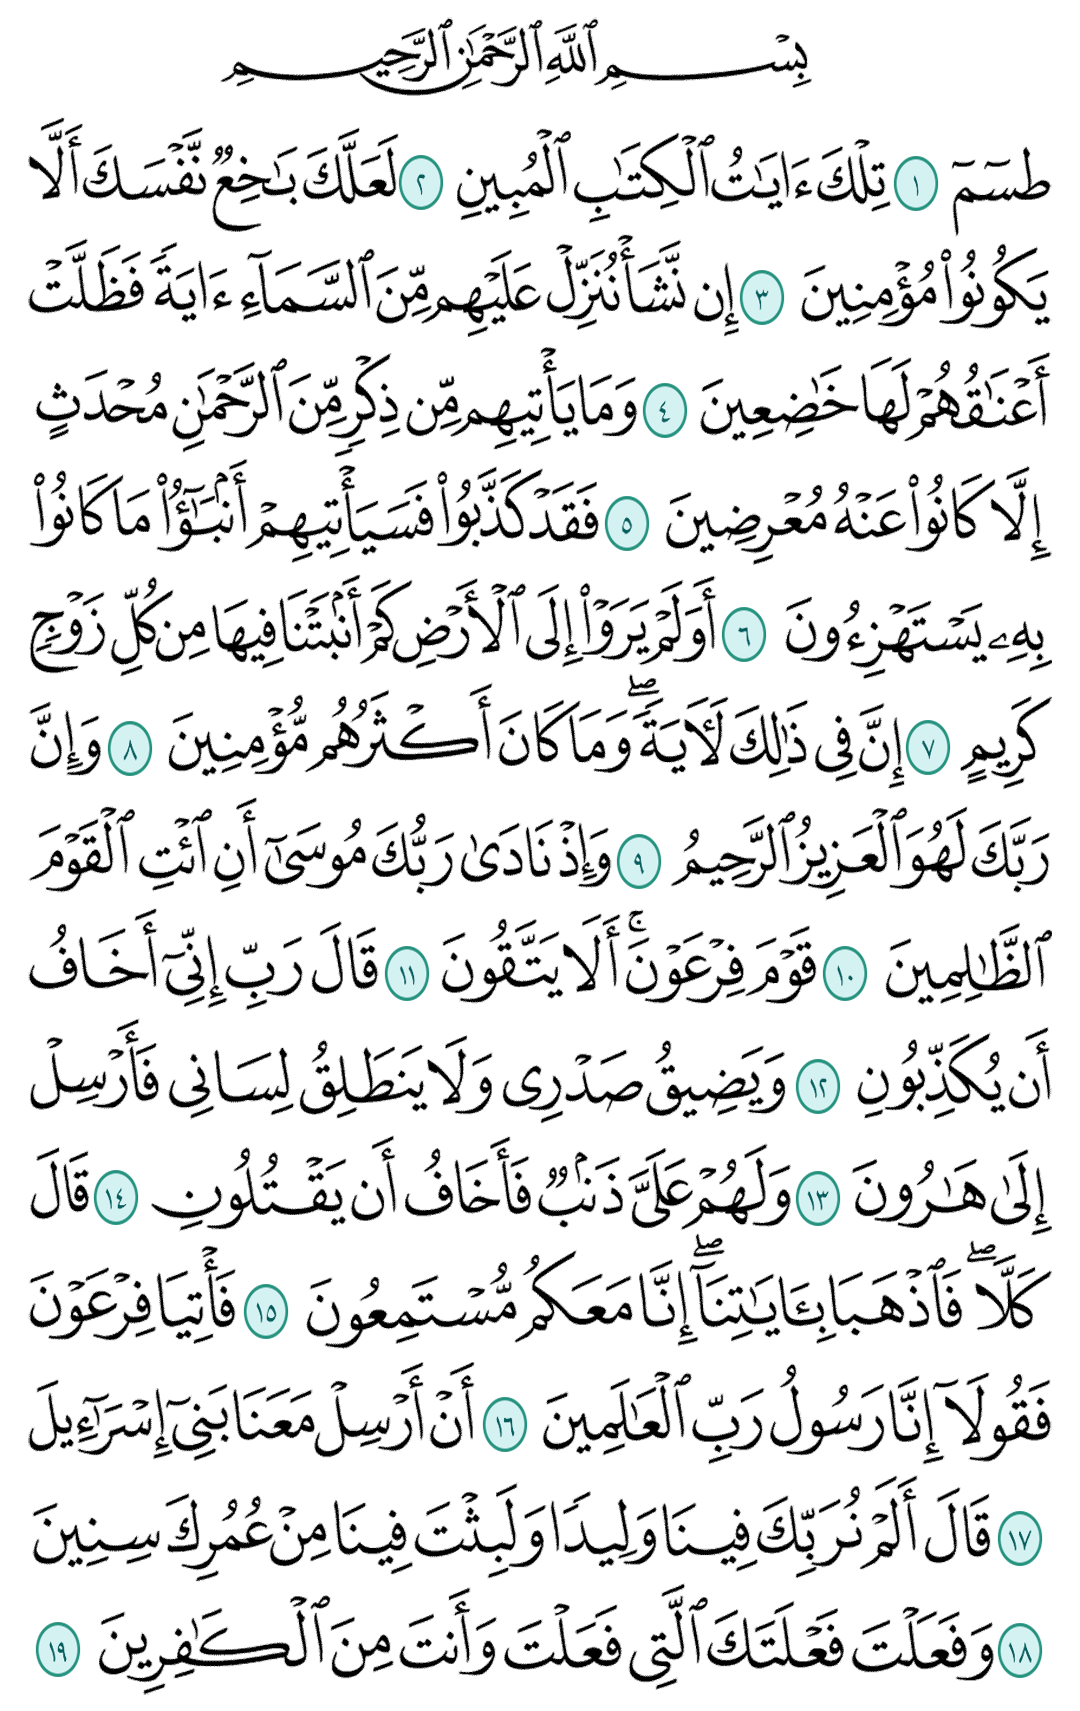 بِسْمِ ٱللَّهِ ٱلرَّحْمَٰنِ ٱلرَّحِيمِ
طسٓمٓ ١ تِلْكَ ءَايَٰتُ ٱلْكِتَٰبِ ٱلْمُبِينِ ٢ لَعَلَّكَ بَٰخِعٌ نَّفْسَكَ أَلَّا
يَكُونُوا۟ مُؤْمِنِينَ ٣ إِن نَّشَأْ نُنَزِّلْ عَلَيْهِم مِّنَ ٱلسَّمَآءِ ءَايَةً فَظَلَّتْ
أَعْنَٰقُهُمْ لَهَا خَٰضِعِينَ ٤ وَمَا يَأْتِيهِم مِّن ذِكْرٍ مِّنَ ٱلرَّحْمَٰنِ مُحْدَثٍ
إِلَّا كَانُوا۟ عَنْهُ مُعْرِضِينَ ٥ فَقَدْ كَذَّبُوا۟ فَسَيَأْتِيهِمْ أَنۢبَٰٓؤُا۟ مَا كَانُوا۟
بِهِۦ يَسْتَهْزِءُونَ ٦ أَوَلَمْ يَرَوْا۟ إِلَى ٱلْأَرْضِ كَمْ أَنۢبَتْنَا فِيهَا مِن كُلِّ زَوْجٍ
كَرِيمٍ ٧ إِنَّ فِى ذَٰلِكَ لَءَايَةً ۖ وَمَا كَانَ أَكْثَرُهُم مُّؤْمِنِينَ ٨ وَإِنَّ
رَبَّكَ لَهُوَ ٱلْعَزِيزُ ٱلرَّحِيمُ ٩ وَإِذْ نَادَىٰ رَبُّكَ مُوسَىٰٓ أَنِ ٱئْتِ ٱلْقَوْمَ
ٱلظَّٰلِمِينَ ١٠ قَوْمَ فِرْعَوْنَ ۚ أَلَا يَتَّقُونَ ١١ قَالَ رَبِّ إِنِّىٓ أَخَافُ
أَن يُكَذِّبُونِ ١٢ وَيَضِيقُ صَدْرِى وَلَا يَنطَلِقُ لِسَانِى فَأَرْسِلْ
إِلَىٰ هَٰرُونَ ١٣ وَلَهُمْ عَلَىَّ ذَنۢبٌ فَأَخَافُ أَن يَقْتُلُونِ ١٤ قَالَ
كَلَّا ۖ فَٱذْهَبَا بِـَٔايَٰتِنَآ ۖ إِنَّا مَعَكُم مُّسْتَمِعُونَ ١٥ فَأْتِيَا فِرْعَوْنَ
فَقُولَآ إِنَّا رَسُولُ رَبِّ ٱلْعَٰلَمِينَ ١٦ أَنْ أَرْسِلْ مَعَنَا بَنِىٓ إِسْرَٰٓءِيلَ
١٧ قَالَ أَلَمْ نُرَبِّكَ فِينَا وَلِيدًا وَلَبِثْتَ فِينَا مِنْ عُمُرِكَ سِنِينَ
١٨ وَفَعَلْتَ فَعْلَتَكَ ٱلَّتِى فَعَلْتَ وَأَنتَ مِنَ ٱلْكَٰفِرِينَ ١٩